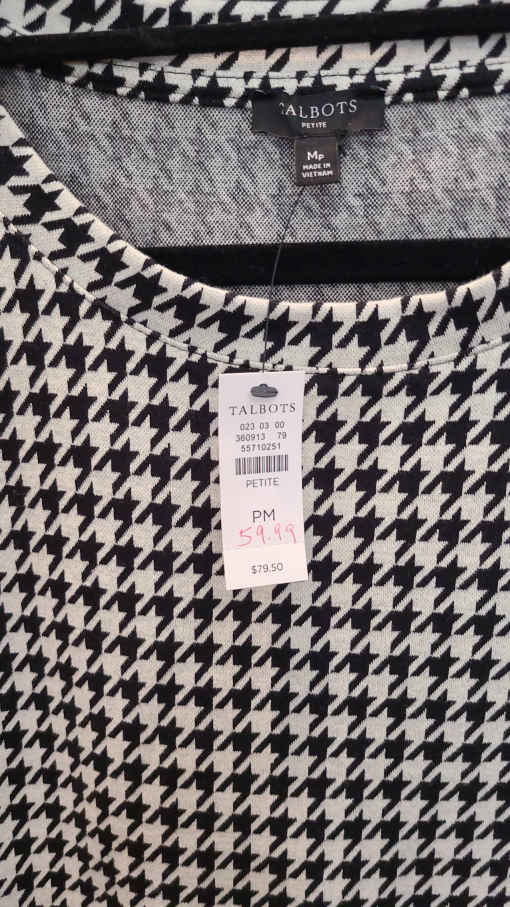 TALBOTS
PETITE
Mp
MADE IN
VIETNAM
TALBOTS
023 03 00
360913 79
55710251
PETITE
PM
59.99
$79.50